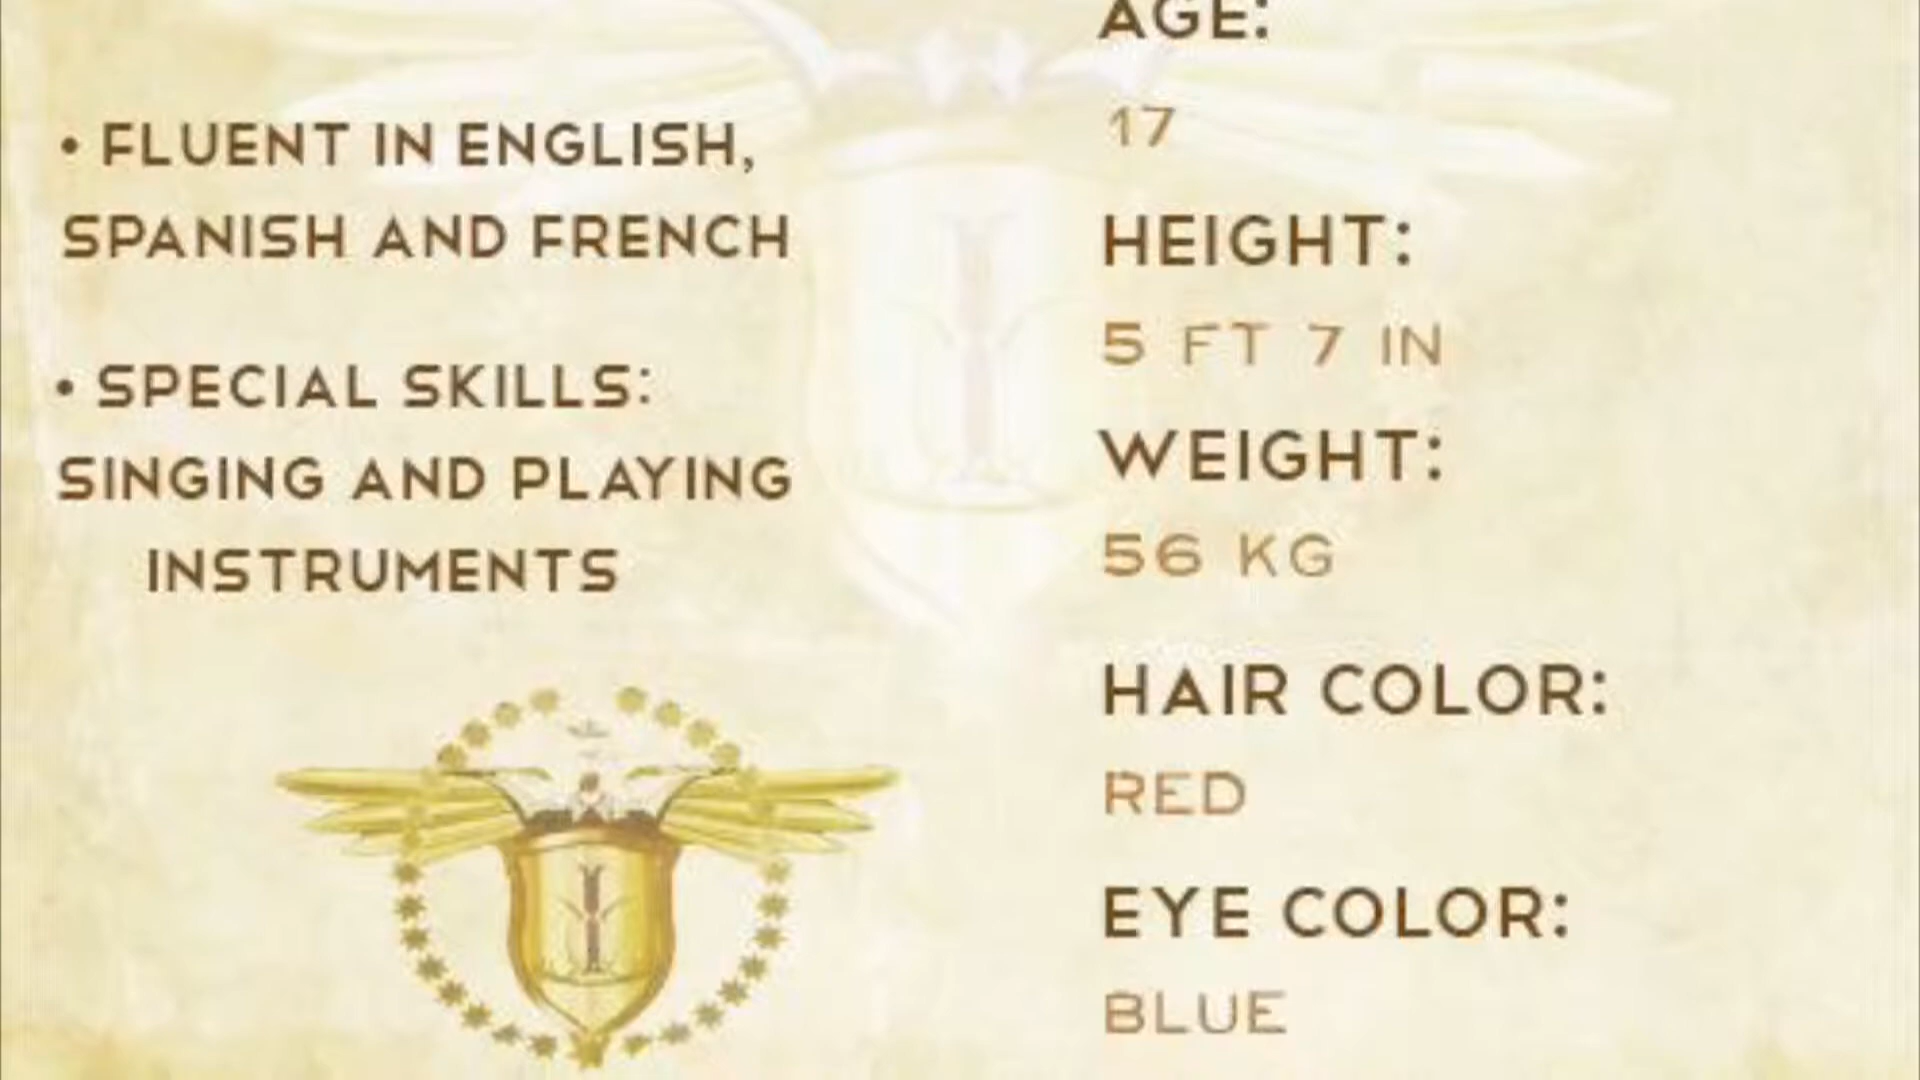 • FLUENT IN ENGLISH,
SPANISH AND FRENCH
• SPECIAL SKILLS:
SINGING AND PLAYING
INSTRUMENTS
AGE:
17
HEIGHT:
5 FT 7 IN
WEIGHT:
56 KG
HAIR COLOR:
RED
EYE COLOR:
BLUE